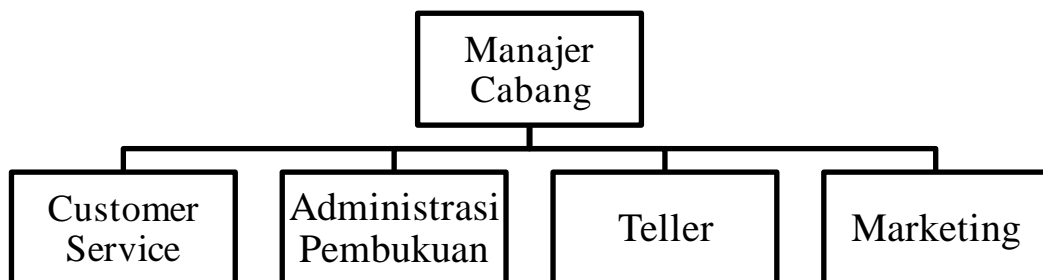 Manajer
Cabang
Customer
Service
Administrasi
Pembukuan
Teller
Marketing